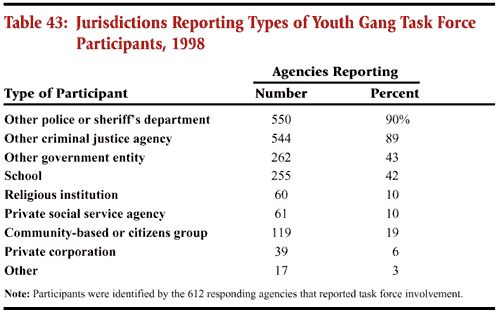 Table 43: Jurisdictions Reporting Types of Youth Gang Task Force
Participants, 1998
Agencies Reporting
Type of Participant Number Percent
Other police or sheriff's department 550 90%
Other criminal justice agency 544 89
Other government entity 262 43
School 255 42
Religious institution 60 10
Private social service agency 61 10
Community-based or citizens group 119 19
Private corporation 39 6
Other 17 3
Note: Participants were identified by the 612 responding agencies that reported task force involvement.